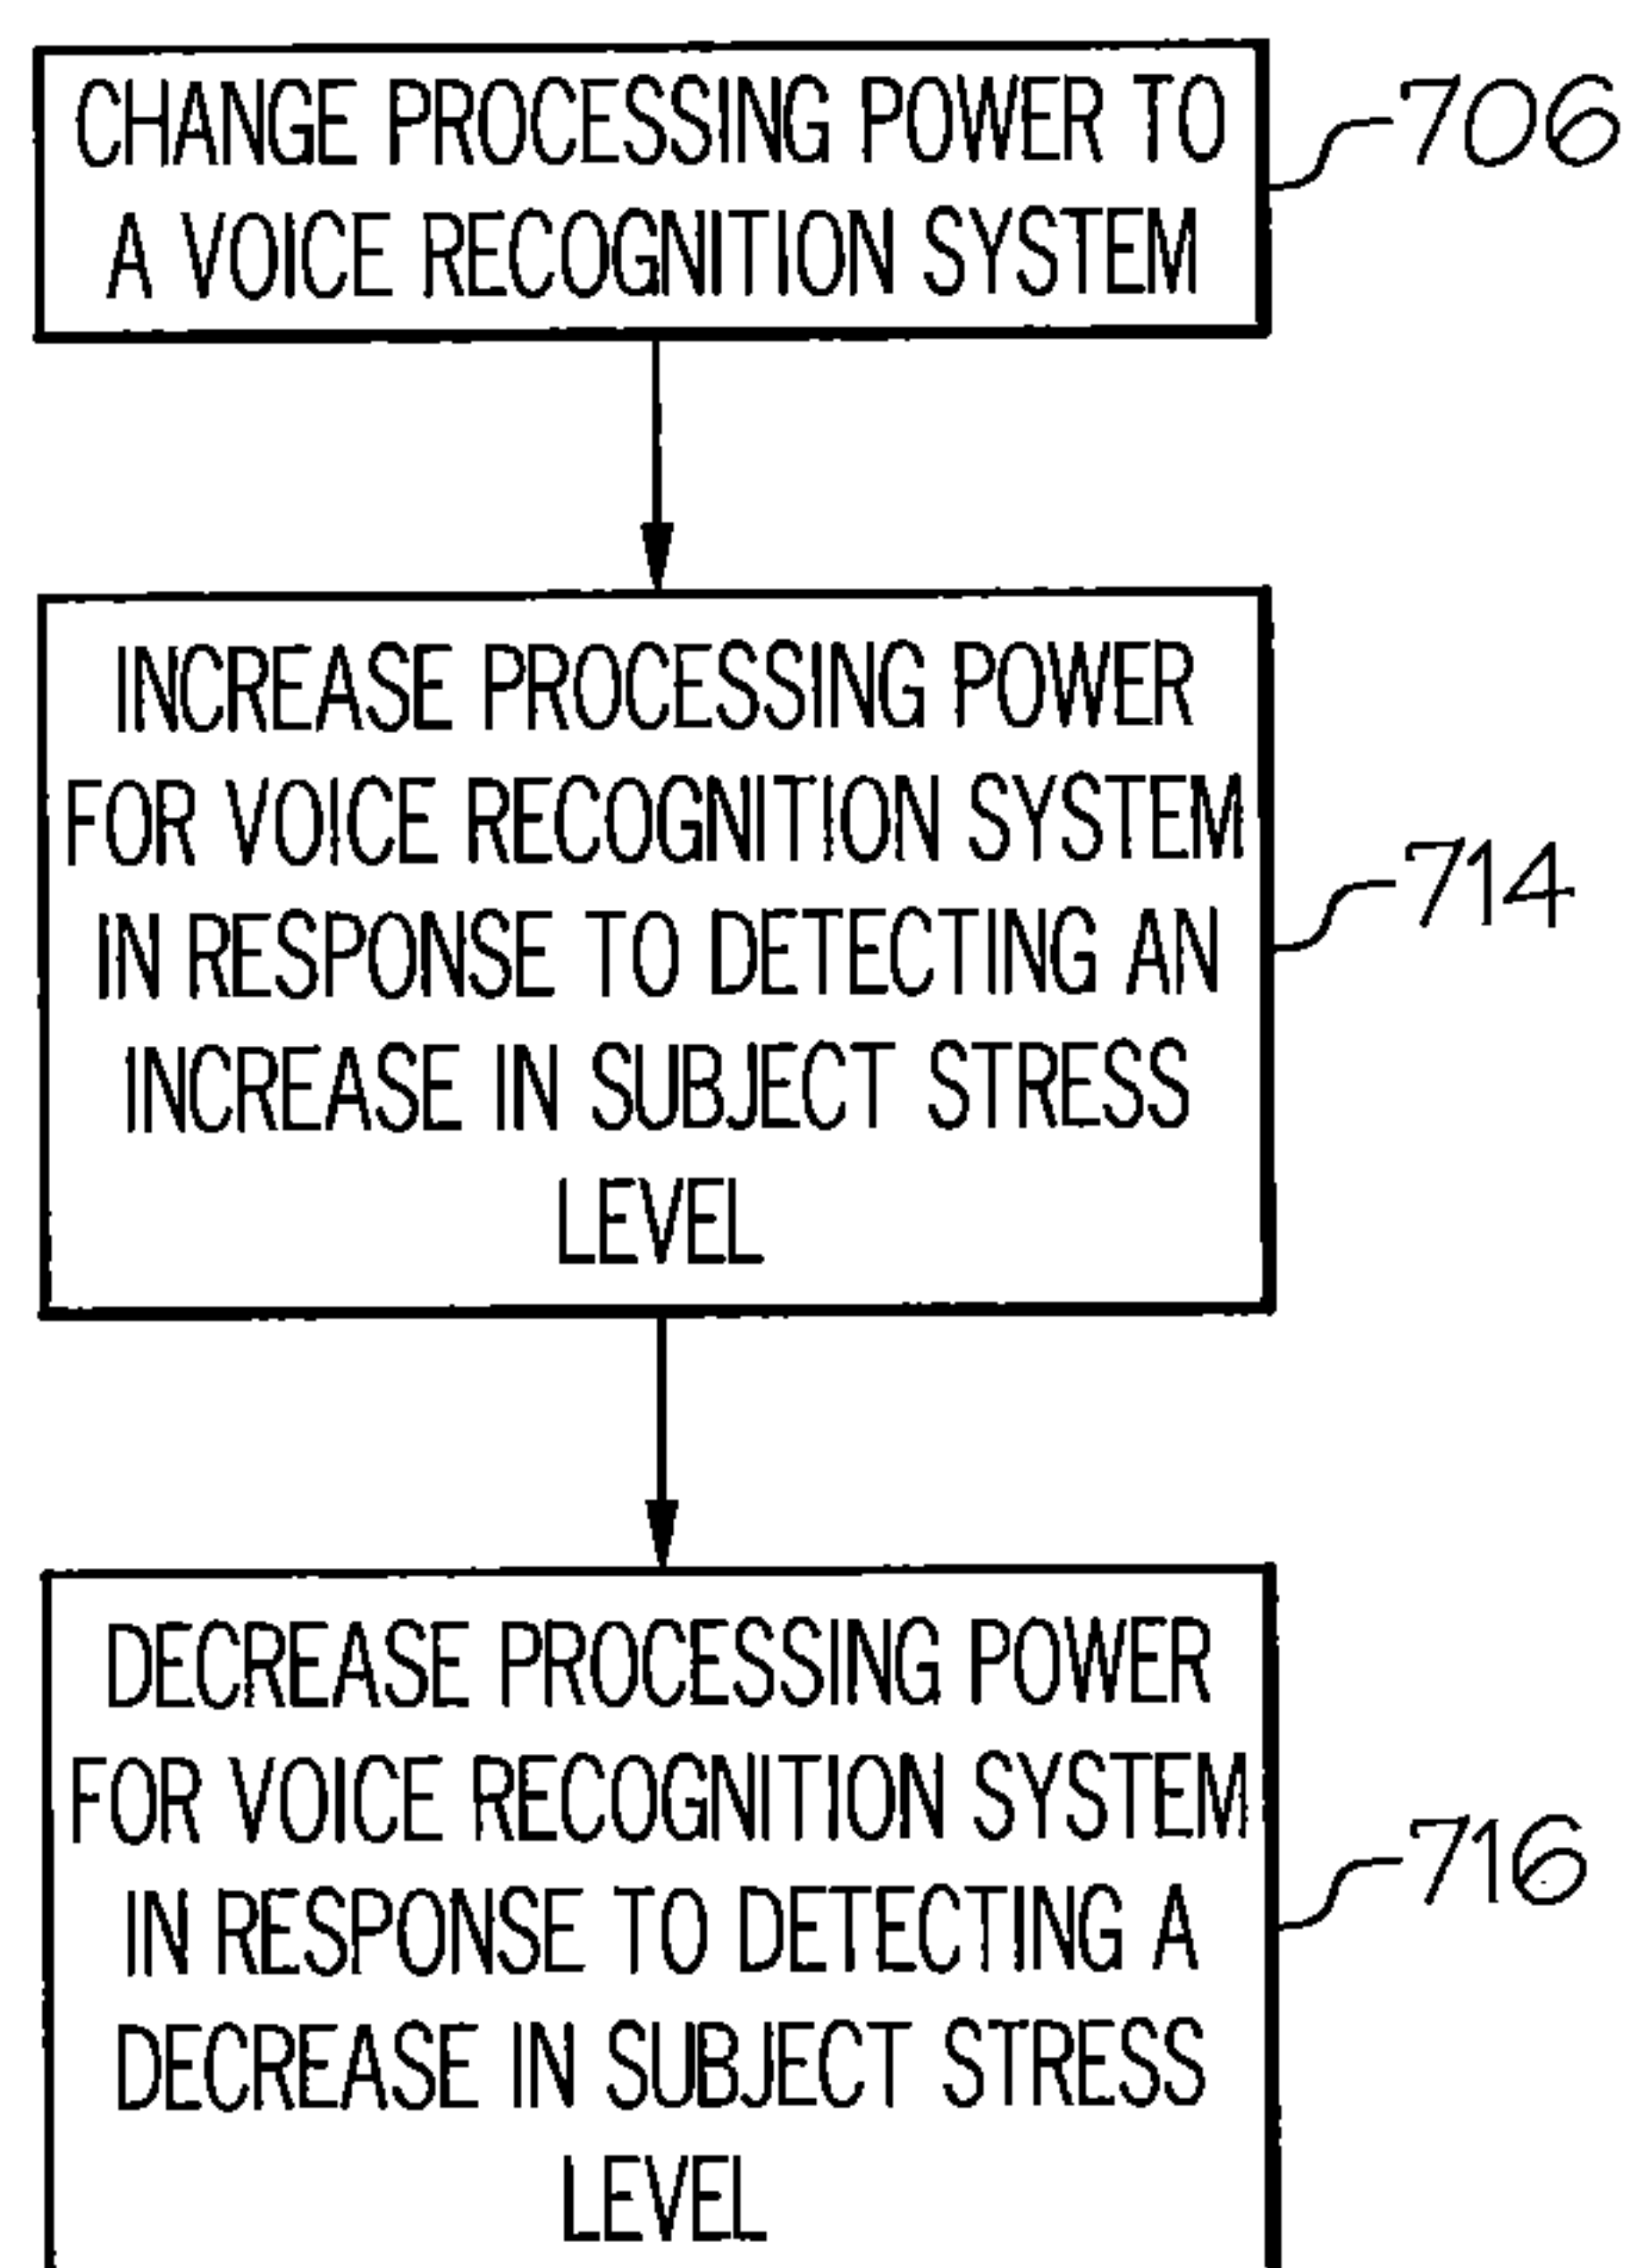 CHANGE PROCESSING POWER TO
A VOICE RECOGNITION SYSTEM
706
INCREASE PROCESSING POWER
FOR VOICE RECOGNITION SYSTEM
IN RESPONSE TO DETECTING AN
INCREASE IN SUBJECT STRESS
LEVEL
714
DECREASE PROCESSING POWER
FOR VOICE RECOGNITION SYSTEM
IN RESPONSE TO DETECTING A
DECREASE IN SUBJECT STRESS
LEVEL
716